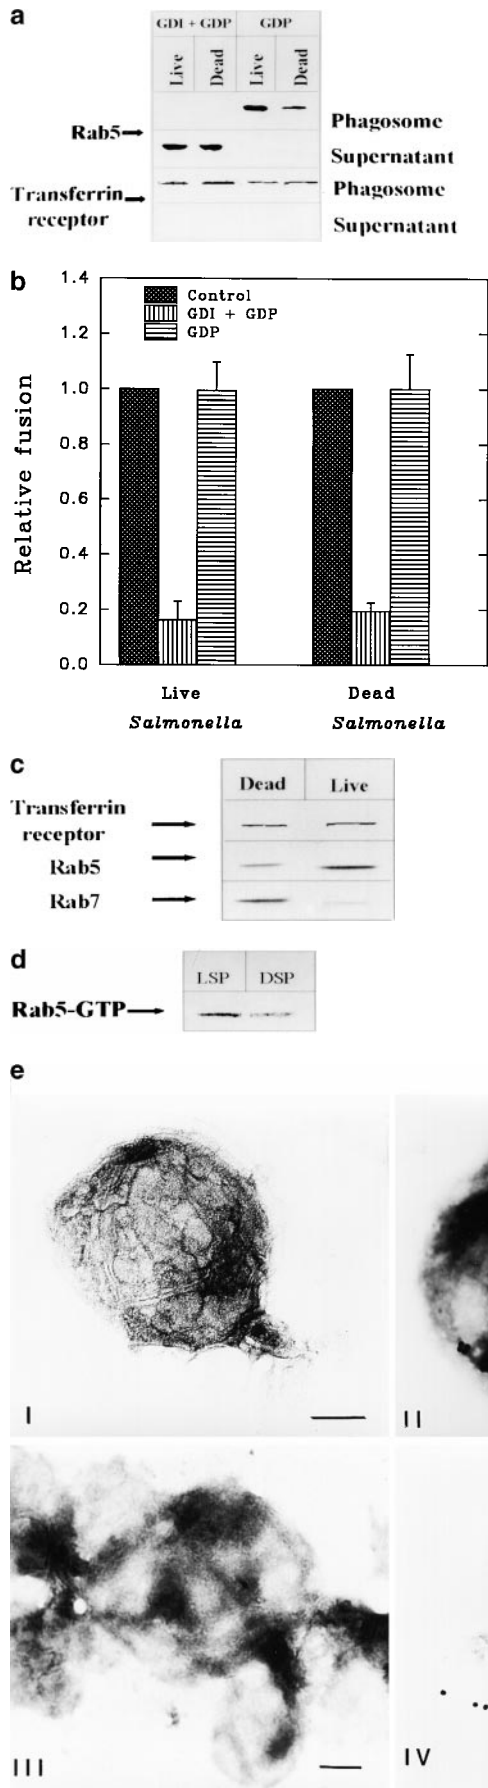 a
GDI + GDP GDP
Live Dead Live Dead
Phagosome
Rab5
Supernatant
Phagosome
Transferrin
receptor
Supernatant
b
1.4
1.2
1.0
0.8
0.6
0.4
0.2
0.0
Relative fusion
Control
GDI + GDP
GDP
Live Dead
Salmonella Salmonella
c
Dead Live
Transferrin
receptor
Rab5
Rab7
d
LSP DSP
Rab5-GTP
e
I
II
III
IV